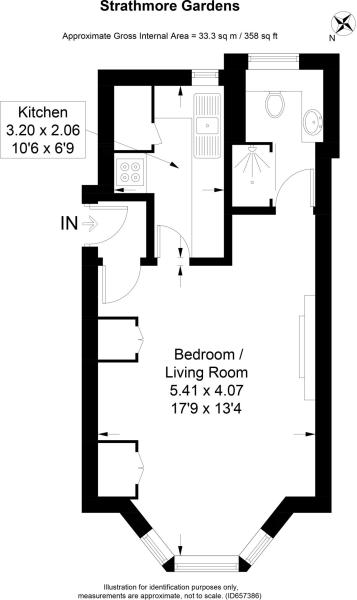 Strathmore Gardens
Approximate Gross Internal Area = 33.3 sq m / 358 sq ft
N
Kitchen
3.20 x 2.06
10'6 x 6'9
IN
Bedroom /
Living Room
5.41 x 4.07
17'9 x 13'4
Illustration for identification purposes only,
measurements are approximate, not to scale. (ID657386)